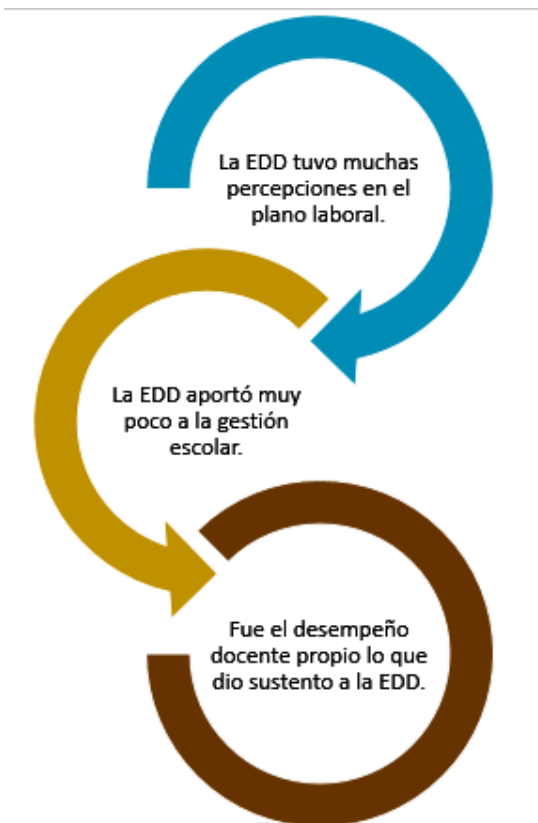 La EDD tuvo muchas
percepciones en el
plano laboral.
La EDD aportó muy
poco a la gestión
escolar.
Fue el desempeño
docente propio lo que
dio sustento a la EDD.